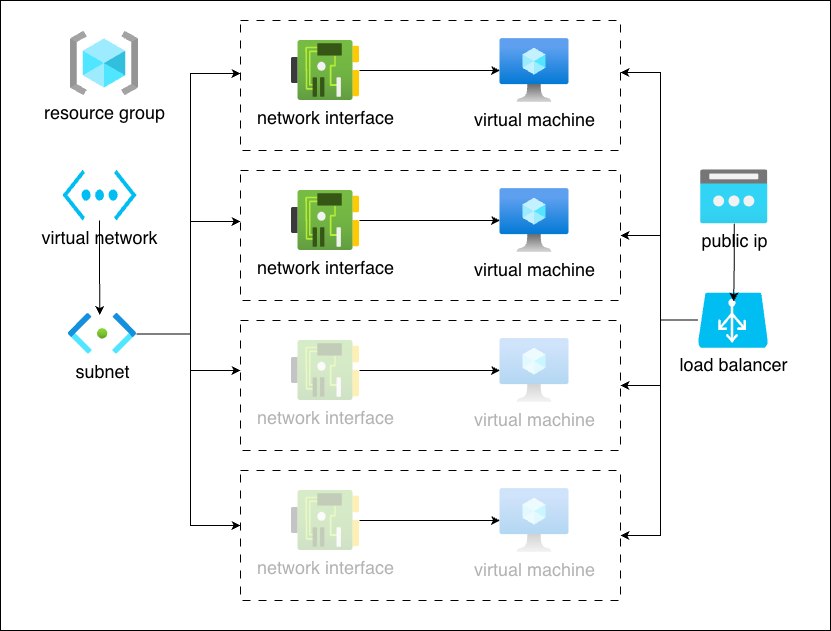 resource group
network interface
virtual machine
virtual network
network interface
virtual machine
public ip
subnet
network interface
virtual machine
load balancer
network interface
virtual machine